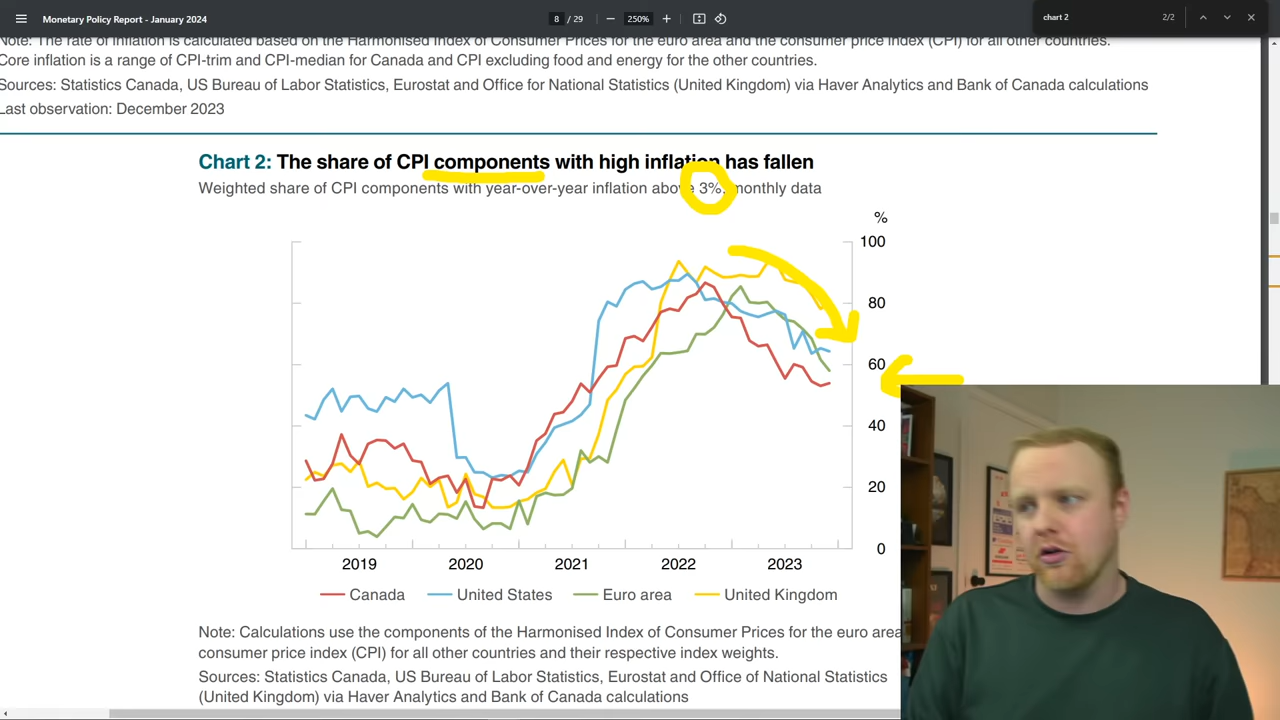 Monetary Policy Report - January 2024
8 / 29
250%
chart 2
2/2
Note: The rate of inflation is calculated based on the Harmonised Index of Consumer Prices for the euro area and the consumer price index (CPI) for all other countries.
Core inflation is a range of CPI-trim and CPI-median for Canada and CPI excluding food and energy for the other countries.
Sources: Statistics Canada, US Bureau of Labor Statistics, Eurostat and Office for National Statistics (United Kingdom) via Haver Analytics and Bank of Canada calculations
Last observation: December 2023
Chart 2: The share of CPI components with high inflation has fallen
Weighted share of CPI components with year-over-year inflation above 3%, monthly data
%
100
80
60
40
20
0
2019 2020 2021 2022 2023
Canada United States Euro area United Kingdom
Note: Calculations use the components of the Harmonised Index of Consumer Prices for the euro area
consumer price index (CPI) for all other countries and their respective index weights.
Sources: Statistics Canada, US Bureau of Labor Statistics, Eurostat and Office of National Statistics
(United Kingdom) via Haver Analytics and Bank of Canada calculations